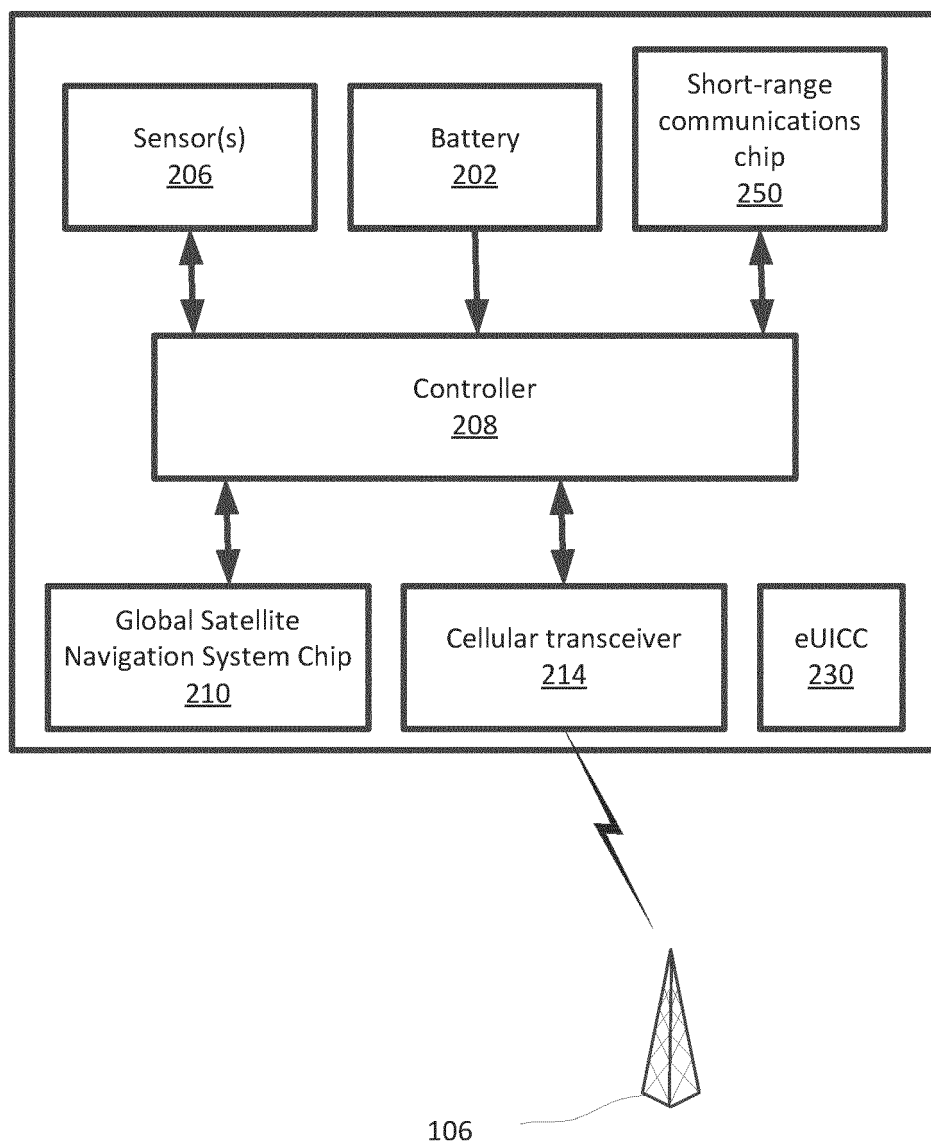 Sensor(s)
206
Battery
202
Short-range
communications
chip
250
Controller
208
Global Satellite
Navigation System Chip
210
Cellular transceiver
214
eUICC
230
106